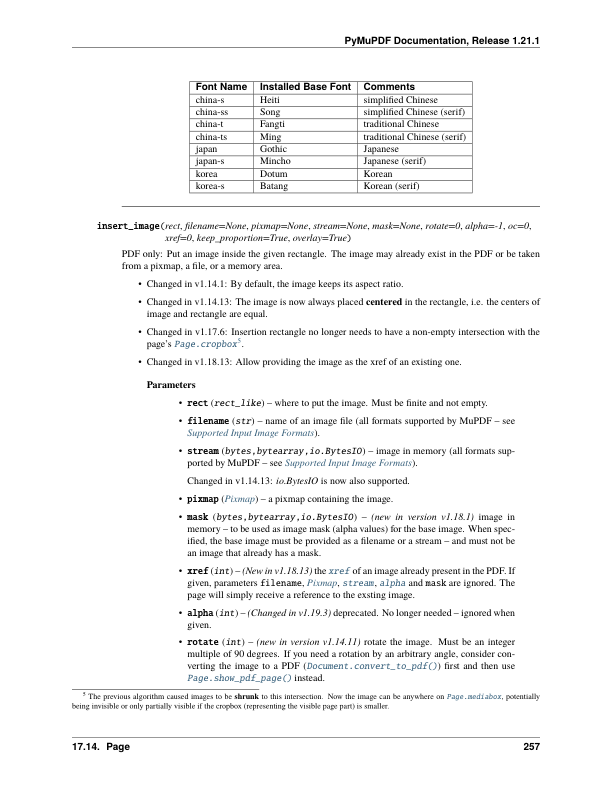 PyMuPDF Documentation, Release 1.21.1
Font Name Installed Base Font Comments
china-s Heiti simplified Chinese
china-ss Song simplified Chinese (serif)
china-t Fangti traditional Chinese
china-ts Ming traditional Chinese (serif)
japan Gothic Japanese
japan-s Mincho Japanese (serif)
korea Dotum Korean
korea-s Batang Korean (serif)
insert_image(rect, filename=None, pixmap=None, stream=None, mask=None, rotate=0, alpha=-1, oc=0,
xref=0, keep_proportion=True, overlay=True)
PDF only: Put an image inside the given rectangle. The image may already exist in the PDF or be taken
from a pixmap, a file, or a memory area.
• Changed in v1.14.1: By default, the image keeps its aspect ratio.
• Changed in v1.14.13: The image is now always placed centered in the rectangle, i.e. the centers of
image and rectangle are equal.
• Changed in v1.17.6: Insertion rectangle no longer needs to have a non-empty intersection with the
page's Page.cropbox5.
• Changed in v1.18.13: Allow providing the image as the xref of an existing one.
Parameters
• rect (rect_like) – where to put the image. Must be finite and not empty.
• filename (str) – name of an image file (all formats supported by MuPDF – see
Supported Input Image Formats).
• stream (bytes,bytearray,io.BytesIO) – image in memory (all formats sup-
ported by MuPDF – see Supported Input Image Formats).
Changed in v1.14.13: io.BytesIO is now also supported.
• pixmap (Pixmap) – a pixmap containing the image.
• mask (bytes,bytearray,io.BytesIO) – (new in version v1.18.1) image in
memory – to be used as image mask (alpha values) for the base image. When spec-
ified, the base image must be provided as a filename or a stream – and must not be
an image that already has a mask.
• xref (int) – (New in v1.18.13) the xref of an image already present in the PDF. If
given, parameters filename, Pixmap, stream, alpha and mask are ignored. The
page will simply receive a reference to the exsting image.
• alpha (int) – (Changed in v1.19.3) deprecated. No longer needed – ignored when
given.
• rotate (int) – (new in version v1.14.11) rotate the image. Must be an integer
multiple of 90 degrees. If you need a rotation by an arbitrary angle, consider con-
verting the image to a PDF (Document.convert_to_pdf()) first and then use
Page.show_pdf_page() instead.
5 The previous algorithm caused images to be shrunk to this intersection. Now the image can be anywhere on Page.mediabox, potentially
being invisible or only partially visible if the cropbox (representing the visible page part) is smaller.
17.14. Page 257